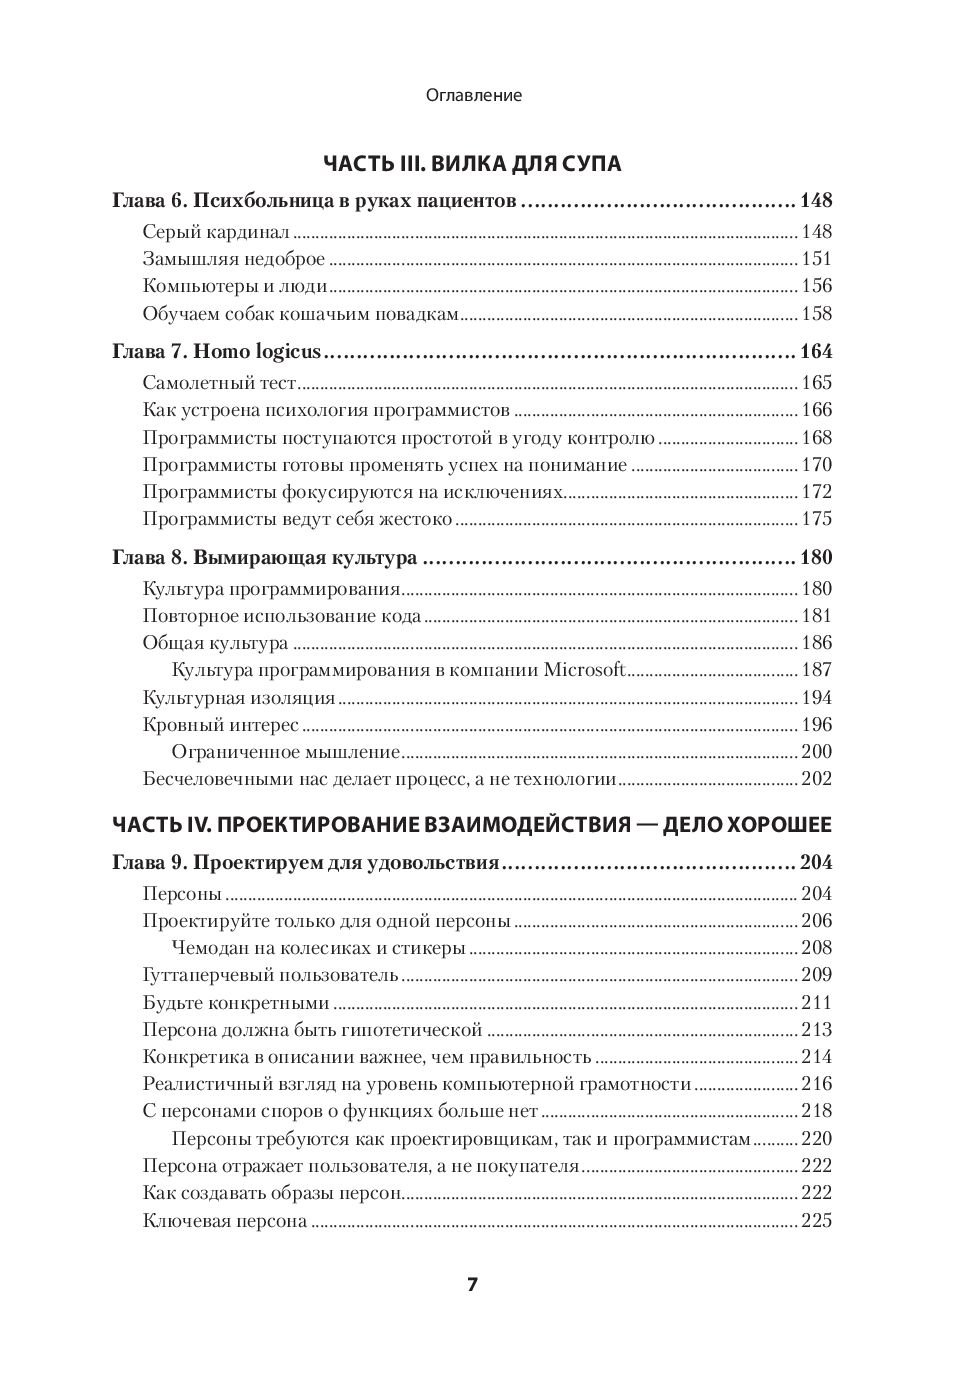 Оглавление
ЧАСТЬ III. ВИЛКА ДЛЯ СУПА
Глава 6. Психбольница в руках пациентов .......................................... 148
Серый кардинал ................................................................................................................ 148
Замышляя недоброе ........................................................................................................ 151
Компьютеры и люди........................................................................................................ 156
Обучаем собак кошачьим повадкам........................................................................... 158
Глава 7. Homo logicus........................................................................ 164
Самолетный тест............................................................................................................... 165
Как устроена психология программистов ............................................................... 166
Программисты поступаются простотой в угоду контролю ............................... 168
Программисты готовы променять успех на понимание ..................................... 170
Программисты фокусируются на исключениях.................................................... 172
Программисты ведут себя жестоко ............................................................................ 175
Глава 8. Вымирающая культура ......................................................... 180
Культура программирования........................................................................................ 180
Повторное использование кода ................................................................................... 181
Общая культура ................................................................................................................ 186
Культура программирования в компании Microsoft...................................... 187
Культурная изоляция ...................................................................................................... 194
Кровный интерес .............................................................................................................. 196
Ограниченное мышление........................................................................................ 200
Бесчеловечными нас делает процесс, а не технологии........................................ 202
ЧАСТЬ IV. ПРОЕКТИРОВАНИЕ ВЗАИМОДЕЙСТВИЯ — ДЕЛО ХОРОШЕЕ
Глава 9. Проектируем для удовольствия............................................. 204
Персоны ............................................................................................................................... 204
Проектируйте только для одной персоны ............................................................... 206
Чемодан на колесиках и стикеры ......................................................................... 208
Гуттаперчевый пользователь ........................................................................................ 209
Будьте конкретными ....................................................................................................... 211
Персона должна быть гипотетической ..................................................................... 213
Конкретика в описании важнее, чем правильность ............................................. 214
Реалистичный взгляд на уровень компьютерной грамотности ....................... 216
С персонами споров о функциях больше нет ......................................................... 218
Персоны требуются как проектировщикам, так и программистам.......... 220
Персона отражает пользователя, а не покупателя................................................ 222
Как создавать образы персон........................................................................................ 222
Ключевая персона ............................................................................................................ 225
7